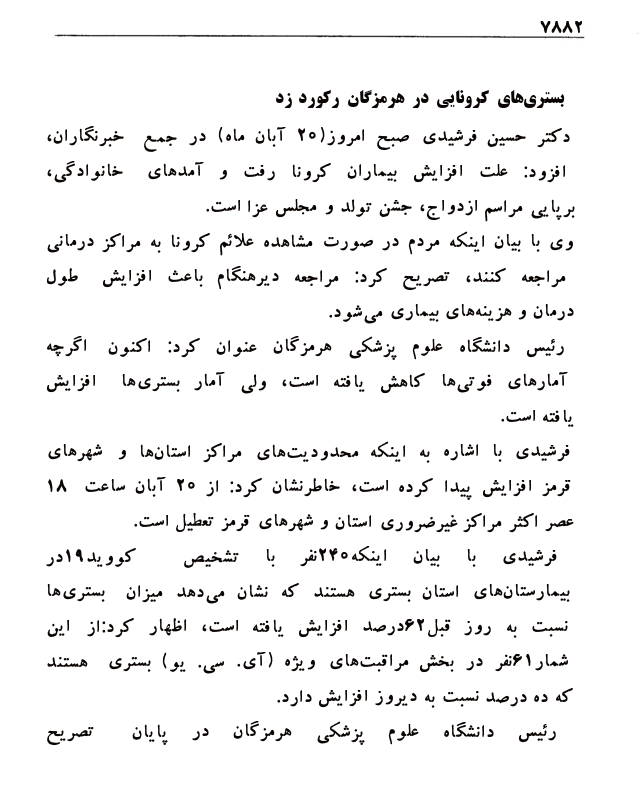 ۷۸۸۲
بستری‌های کرونایی در هرمزگان رکورد زد
دکتر حسین فرشیدی صبح امروز(۲۰ آبان ماه) در جمع خبرنگاران،
افزود: علت افزایش بیماران کرونا رفت و آمدهای خانوادگی،
برپایی مراسم ازدواج، جشن تولد و مجلس عزا است.
وی با بیان اینکه مردم در صورت مشاهده علائم کرونا به مراکز درمانی
مراجعه کنند، تصریح کرد: مراجعه دیرهنگام باعث افزایش طول
درمان و هزینه‌های بیماری می‌شود.
رئیس دانشگاه علوم پزشکی هرمزگان عنوان کرد: اکنون اگرچه
آمارهای فوتی‌ها کاهش یافته است، ولی آمار بستری‌ها افزایش
یافته است.
فرشیدی با اشاره به اینکه محدودیت‌های مراکز استان‌ها و شهرهای
قرمز افزایش پیدا کرده است، خاطرنشان کرد: از ۲۰ آبان ساعت ۱۸
عصر اکثر مراکز غیرضروری استان و شهرهای قرمز تعطیل است.
فرشیدی با بیان اینکه۲۴۰نفر با تشخیص کووید۱۹در
بیمارستان‌های استان بستری هستند که نشان می‌دهد میزان بستری‌ها
نسبت به روز قبل۶۲درصد افزایش یافته است، اظهار کرد:از این
شمار۶۱نفر در بخش مراقبت‌های ویژه (آی. سی. یو) بستری هستند
که ده درصد نسبت به دیروز افزایش دارد.
رئیس دانشگاه علوم پزشکی هرمزگان در پایان تصریح